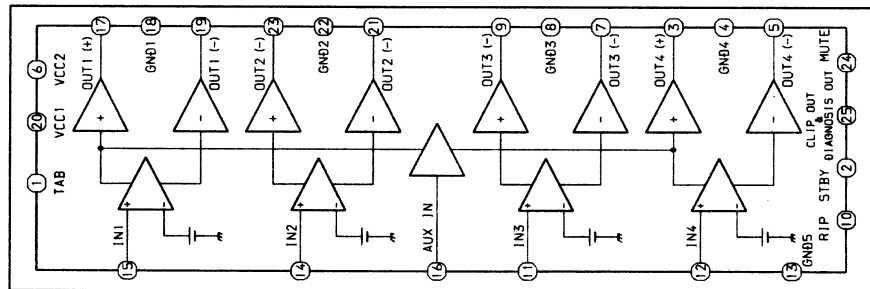 17
18
19
23
22
21
9
8
7
3
4
5
6
VCC2
OUT1 (+)
GND1
OUT1 (-)
OUT2 (-)
GND2
OUT2 (-)
OUT3 (-)
GND3
OUT3 (-)
OUT4 (+)
GND4
OUT4 (-)
MUTE
24
20
VCC1
+
-
+
-
+
-
+
-
CLIP OUT
&
DIAGNOSIS OUT
25
1
TAB
STBY
2
+
-
+
-
+
-
+
-
RIP
10
IN1
IN2
AUX IN
IN3
IN4
GND5
15
14
16
11
12
13